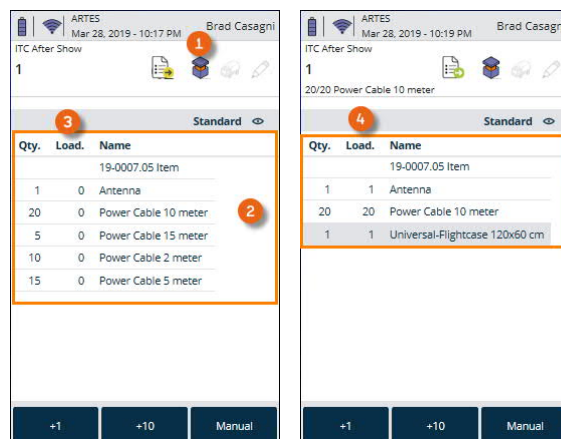 ARTES
Mar 28, 2019 - 10:17 PM
Brad Casagni
ITC After Show
1
1
3
Standard
Qty. Load. Name
19-0007.05 Item
1 0 Antenna
20 0 Power Cable 10 meter
2
5 0 Power Cable 15 meter
10 0 Power Cable 2 meter
15 0 Power Cable 5 meter
+1 +10 Manual
ARTES
Mar 28, 2019 - 10:19 PM
Brad Casagn
ITC After Show
1
20/20 Power Cable 10 meter
4
Standard
Qty. Load. Name
19-0007.05 Item
1 1 Antenna
20 20 Power Cable 10 meter
1 1 Universal-Flightcase 120x60 cm
+1 +10 Manual